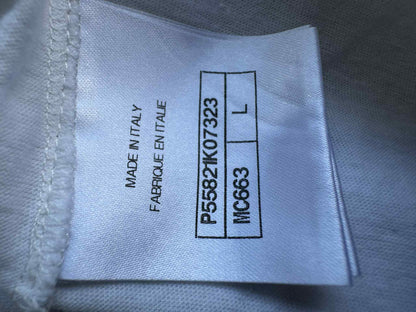 MADE IN ITALY
FABRIQUE EN ITALIE
P55821K07323
MC663 L